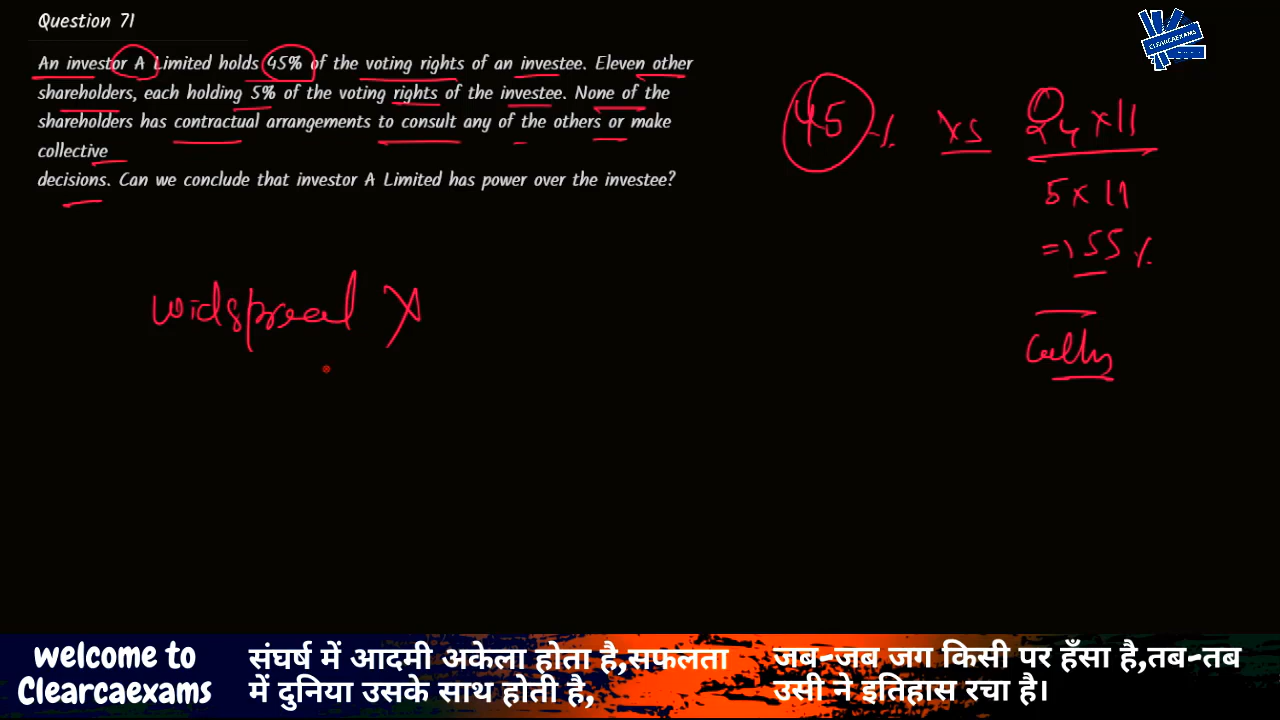 Question 71
CLEARCAEXAMS
An investor A Limited holds 45% of the voting rights of an investee. Eleven other
shareholders, each holding 5% of the voting rights of the investee. None of the
shareholders has contractual arrangements to consult any of the others or make
collective
decisions. Can we conclude that investor A Limited has power over the investee?
45 % vs x 11
5 x 11
= 55 %
widspread X
welcome to
Clearcaexams
संघर्ष में आदमी अकेला होता है,सफलता
में दुनिया उसके साथ होती है,
जब-जब जग किसी पर हँसा है,तब-तब
उसी ने इतिहास रचा है।